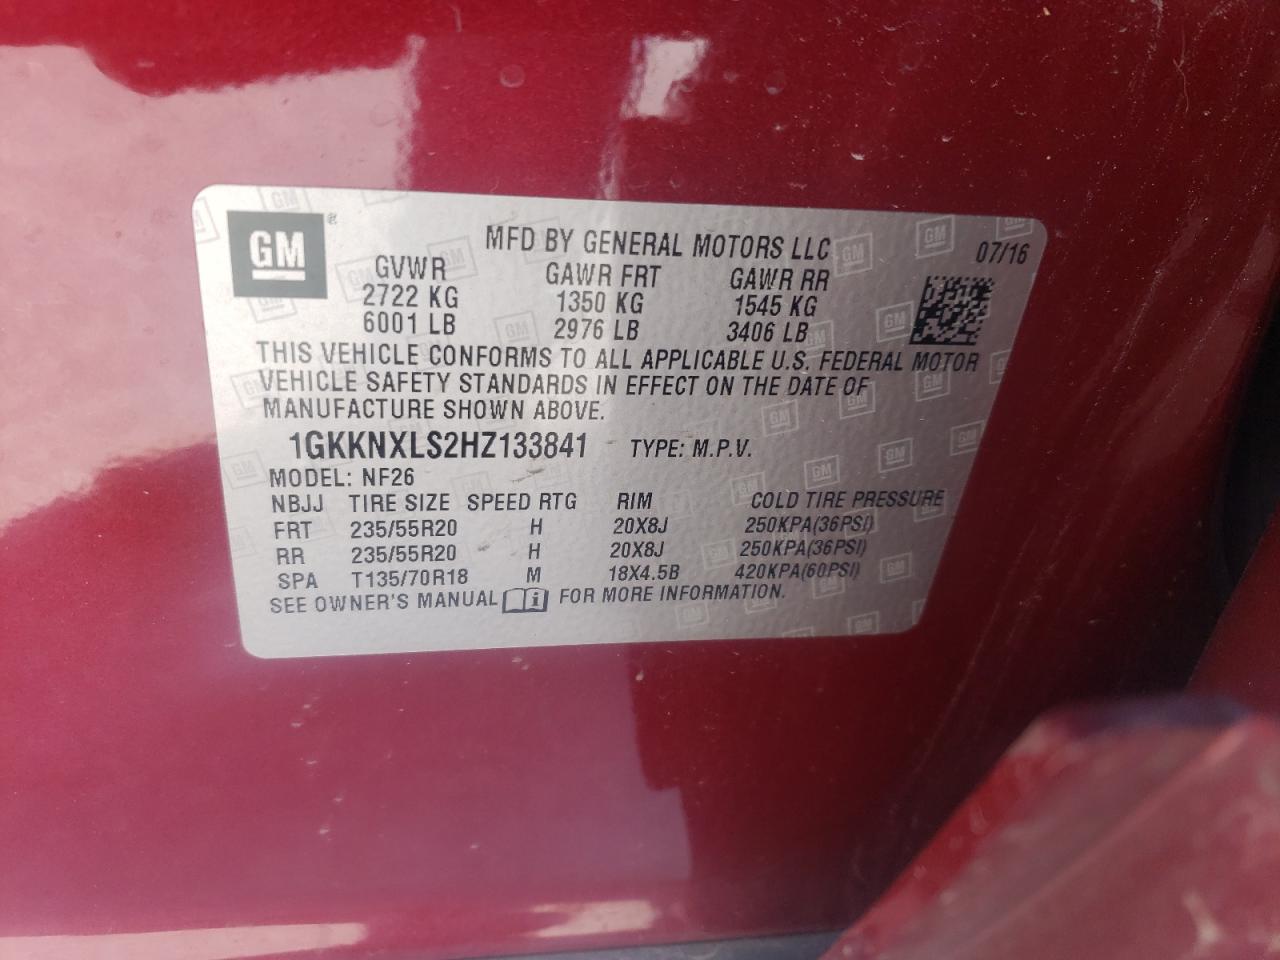 GM ®
MFD BY GENERAL MOTORS LLC 07/16
GVWR GAWR FRT GAWR RR
2722 KG 1350 KG 1545 KG
6001 LB 2976 LB 3406 LB
THIS VEHICLE CONFORMS TO ALL APPLICABLE U.S. FEDERAL MOTOR
VEHICLE SAFETY STANDARDS IN EFFECT ON THE DATE OF
MANUFACTURE SHOWN ABOVE.
1GKKNXLS2HZ133841 TYPE: M.P.V.
MODEL: NF26
NBJJ TIRE SIZE SPEED RTG RIM COLD TIRE PRESSURE
FRT 235/55R20 H 20X8J 250KPA(36PSI)
RR 235/55R20 H 20X8J 250KPA(36PSI)
SPA T135/70R18 M 18X4.5B 420KPA(60PSI)
SEE OWNER'S MANUAL i FOR MORE INFORMATION.